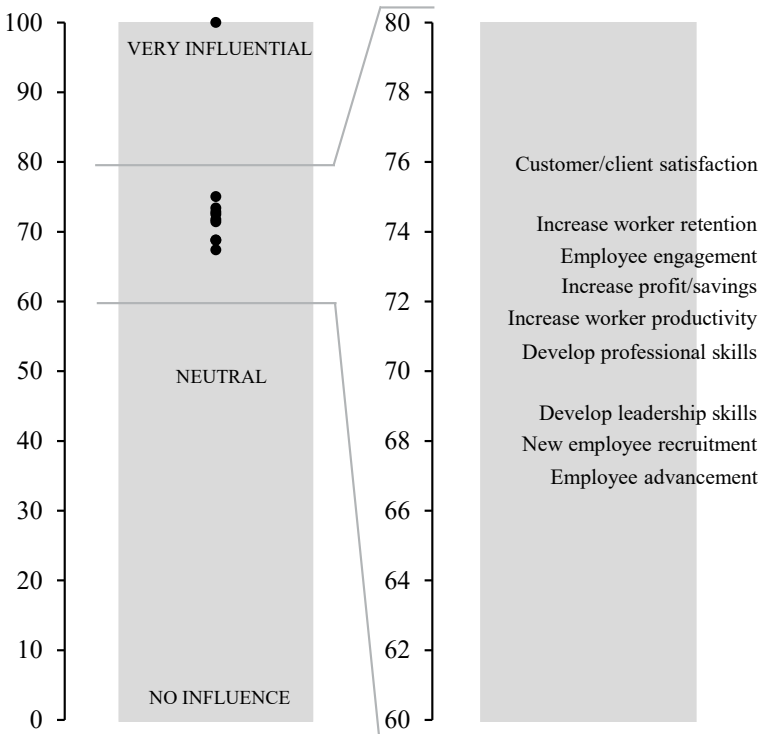 100
90
80
70
60
50
40
30
20
10
0
VERY INFLUENTIAL
NEUTRAL
NO INFLUENCE
80
78
76
74
72
70
68
66
64
62
60
Customer/client satisfaction
Increase worker retention
Employee engagement
Increase profit/savings
Increase worker productivity
Develop professional skills
Develop leadership skills
New employee recruitment
Employee advancement